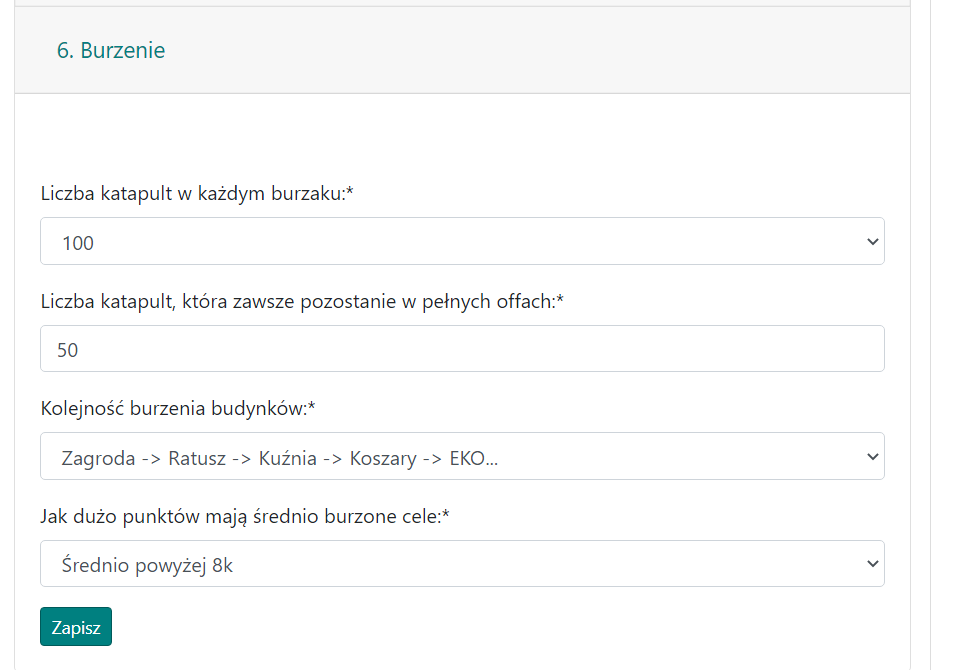 6. Burzenie
Liczba katapult w każdym burzaku:*
100
Liczba katapult, która zawsze pozostanie w pełnych offach:*
50
Kolejność burzenia budynków:*
Zagroda -> Ratusz -> Kuźnia -> Koszary -> EKO...
Jak dużo punktów mają średnio burzone cele:*
Średnio powyżej 8k
Zapisz